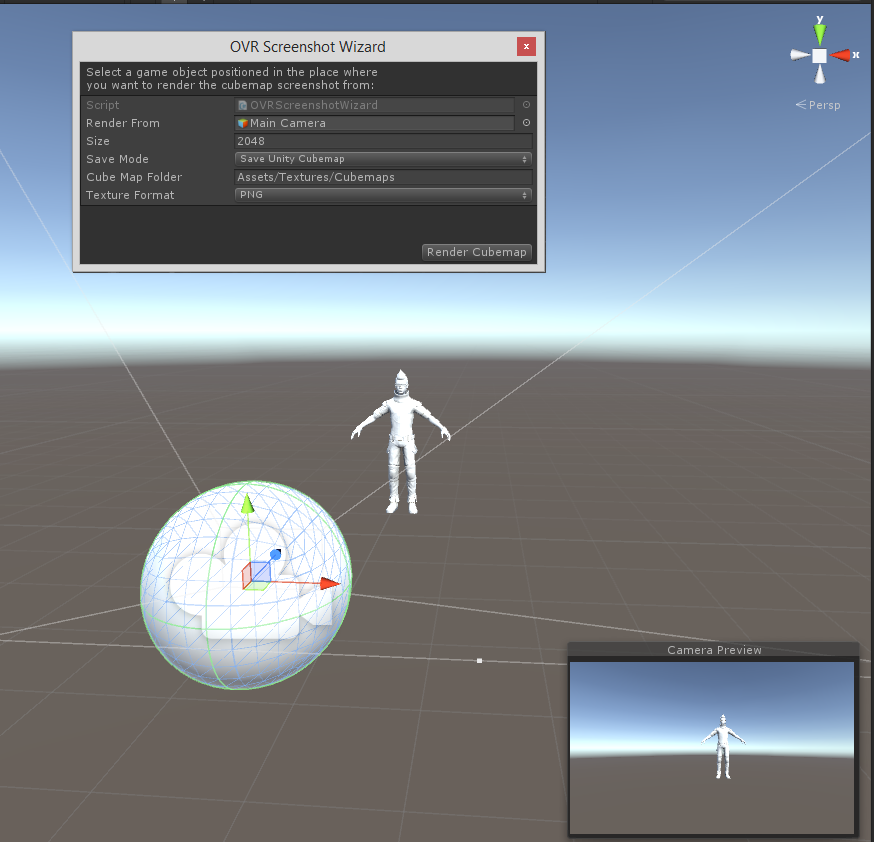 OVR Screenshot Wizard
x
Select a game object positioned in the place where
you want to render the cubemap screenshot from:
Script OVRScreenshotWizard
Render From Main Camera
Size 2048
Save Mode Save Unity Cubemap
Cube Map Folder Assets/Textures/Cubemaps
Texture Format PNG
Render Cubemap
y
x
Persp
Camera Preview